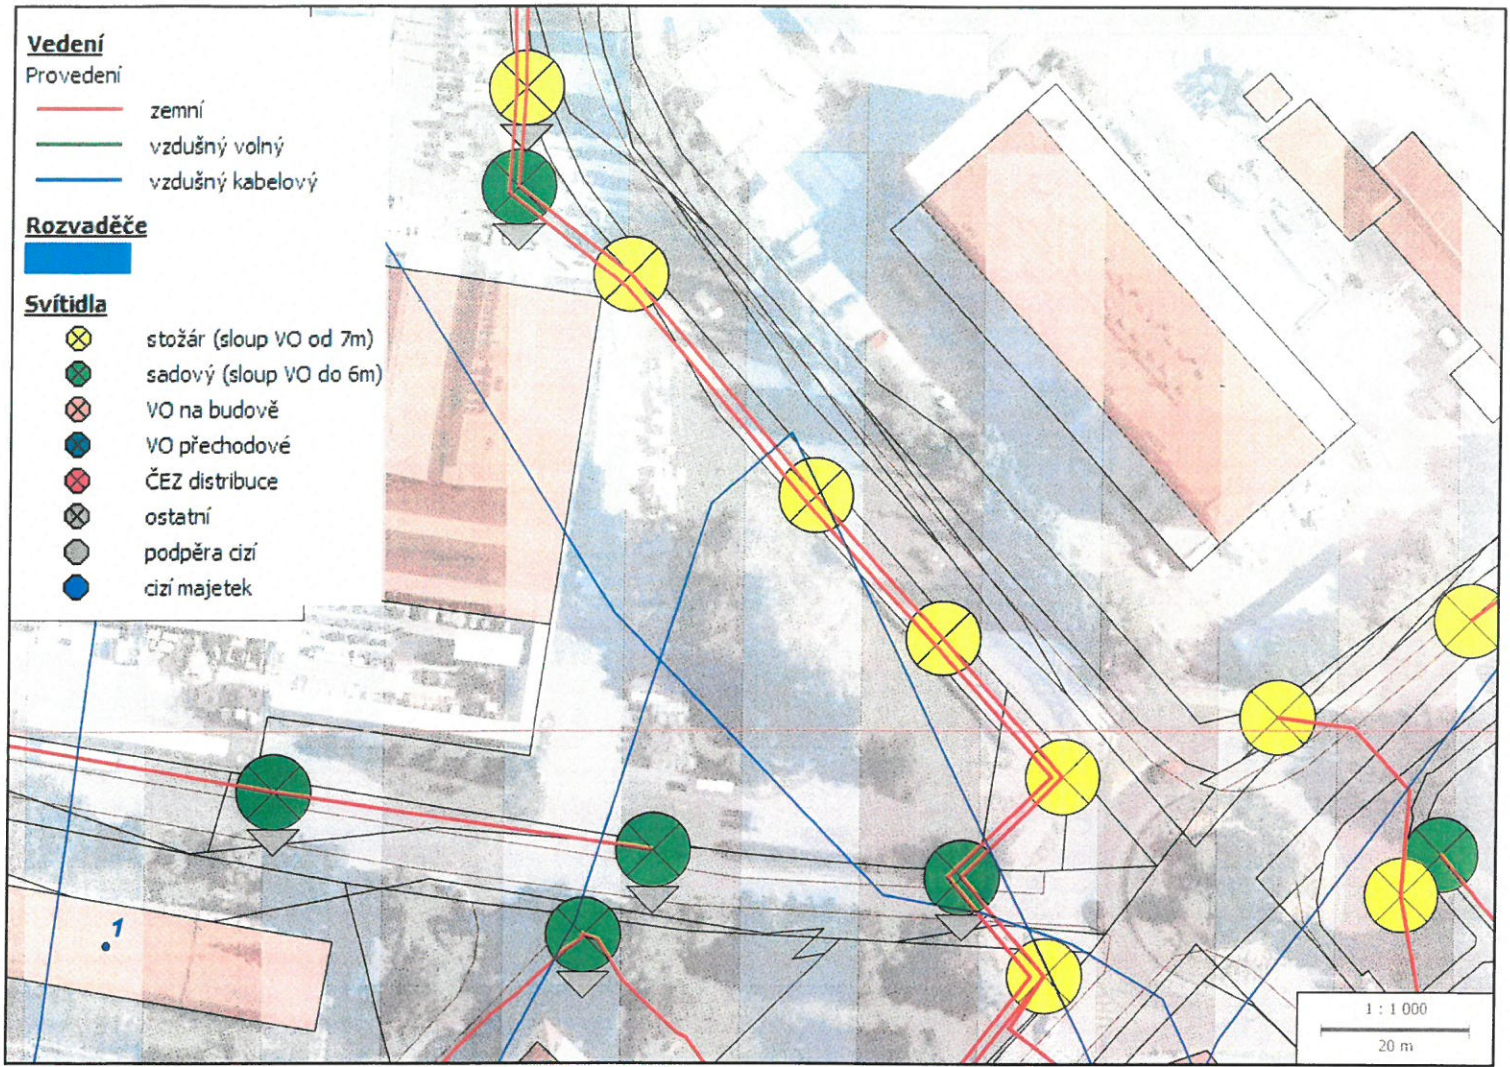 Vedení
Provedení
zemní
vzdušný volný
vzdušný kabelový
Rozvaděče
Svítidla
stožár (sloup VO od 7m)
sadový (sloup VO do 6m)
VO na budově
VO přechodové
ČEZ distribuce
ostatní
podpěra cizí
cizí majetek
1
1 : 1 000
20 m